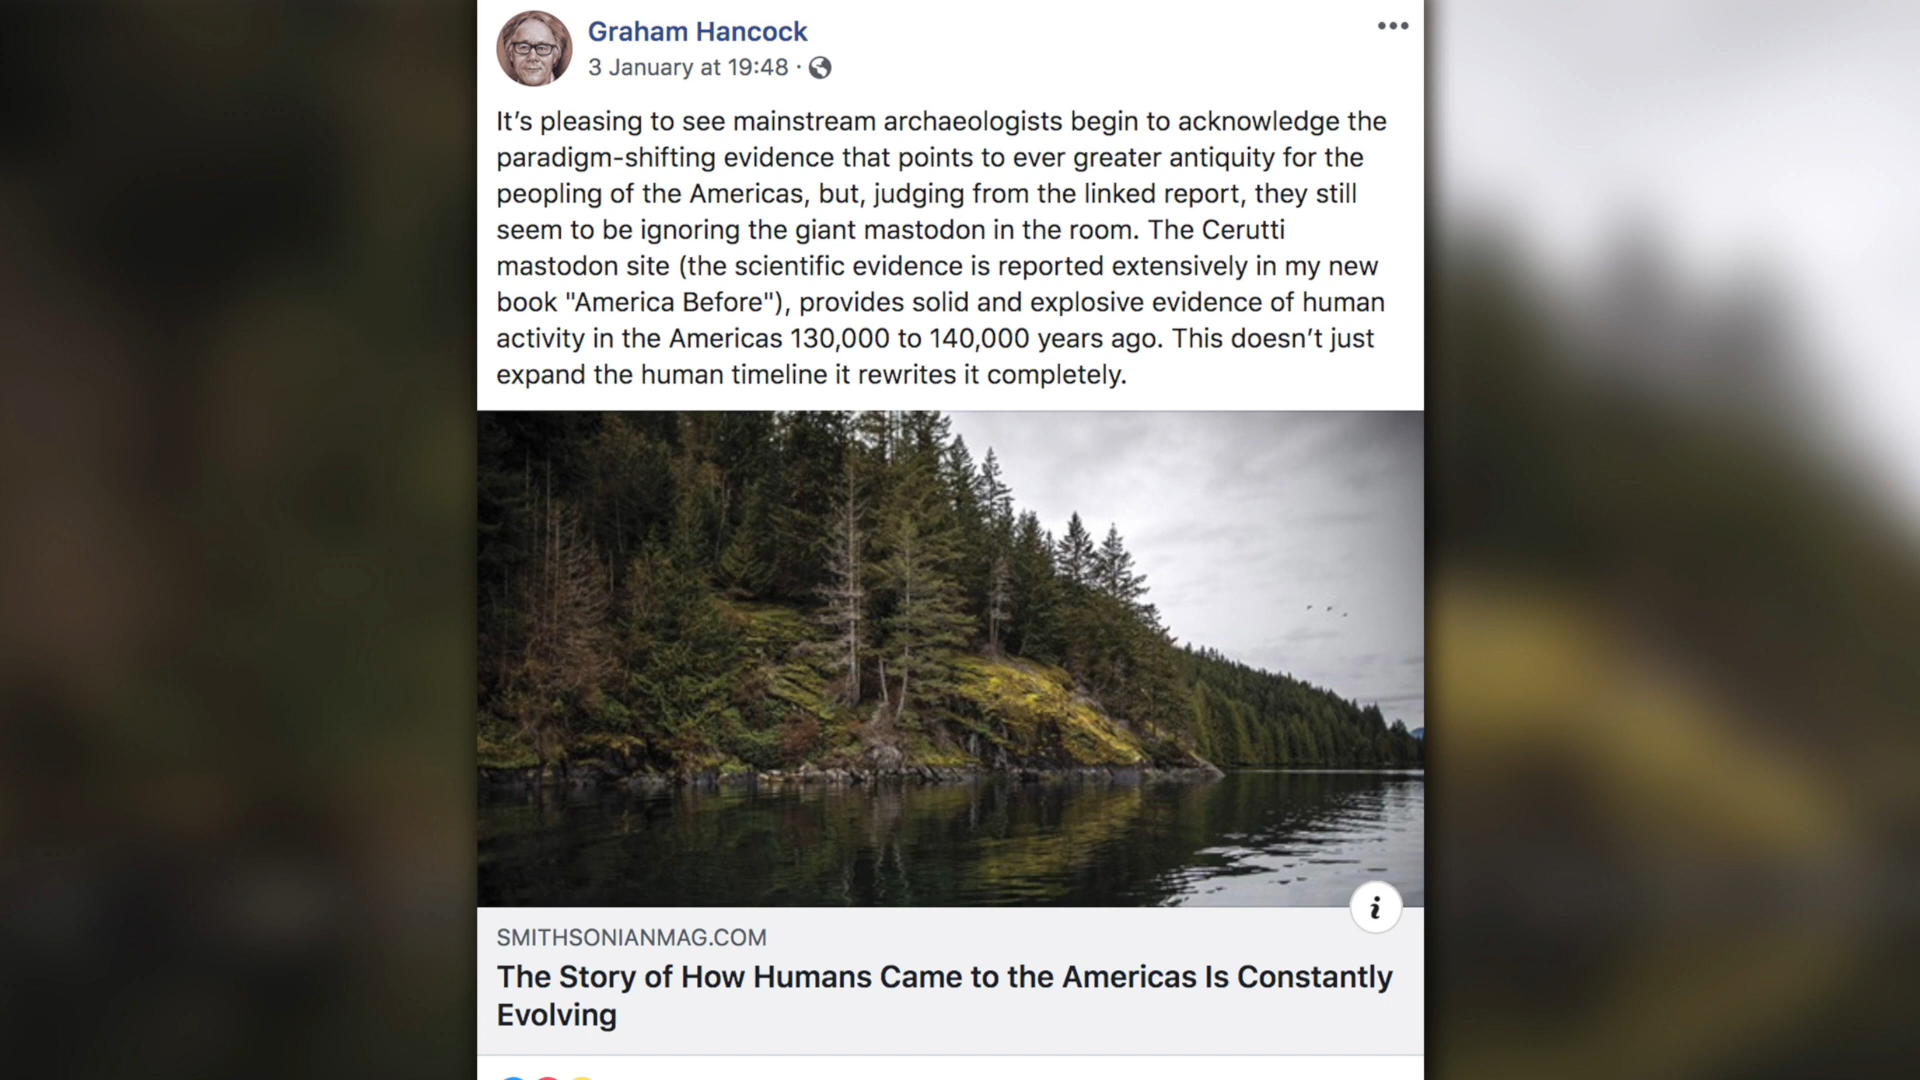 Graham Hancock
3 January at 19:48 ·
It’s pleasing to see mainstream archaeologists begin to acknowledge the
paradigm-shifting evidence that points to ever greater antiquity for the
peopling of the Americas, but, judging from the linked report, they still
seem to be ignoring the giant mastodon in the room. The Cerutti
mastodon site (the scientific evidence is reported extensively in my new
book "America Before"), provides solid and explosive evidence of human
activity in the Americas 130,000 to 140,000 years ago. This doesn’t just
expand the human timeline it rewrites it completely.
i
SMITHSONIANMAG.COM
The Story of How Humans Came to the Americas Is Constantly
Evolving